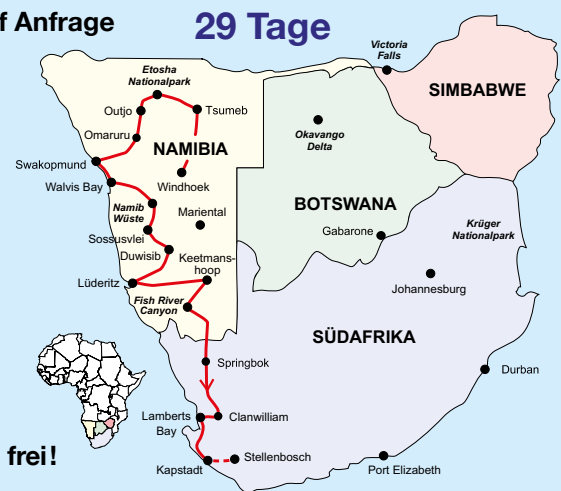 f Anfrage
29 Tage
Victoria
Falls
Etosha
Nationalpark
SIMBABWE
Outjo
Tsumeb
Okavango
Delta
Omaruru
NAMIBIA
Swakopmund
Windhoek
Walvis Bay
BOTSWANA
Namib
Wüste
Mariental
Krüger
Nationalpark
Gabarone
Sossusvlei
Duwisib
Keetmans-
hoop
Lüderitz
Johannesburg
Fish River
Canyon
SÜDAFRIKA
Springbok
Durban
Lamberts
Bay
Clanwilliam
frei!
Stellenbosch
Kapstadt
Port Elizabeth